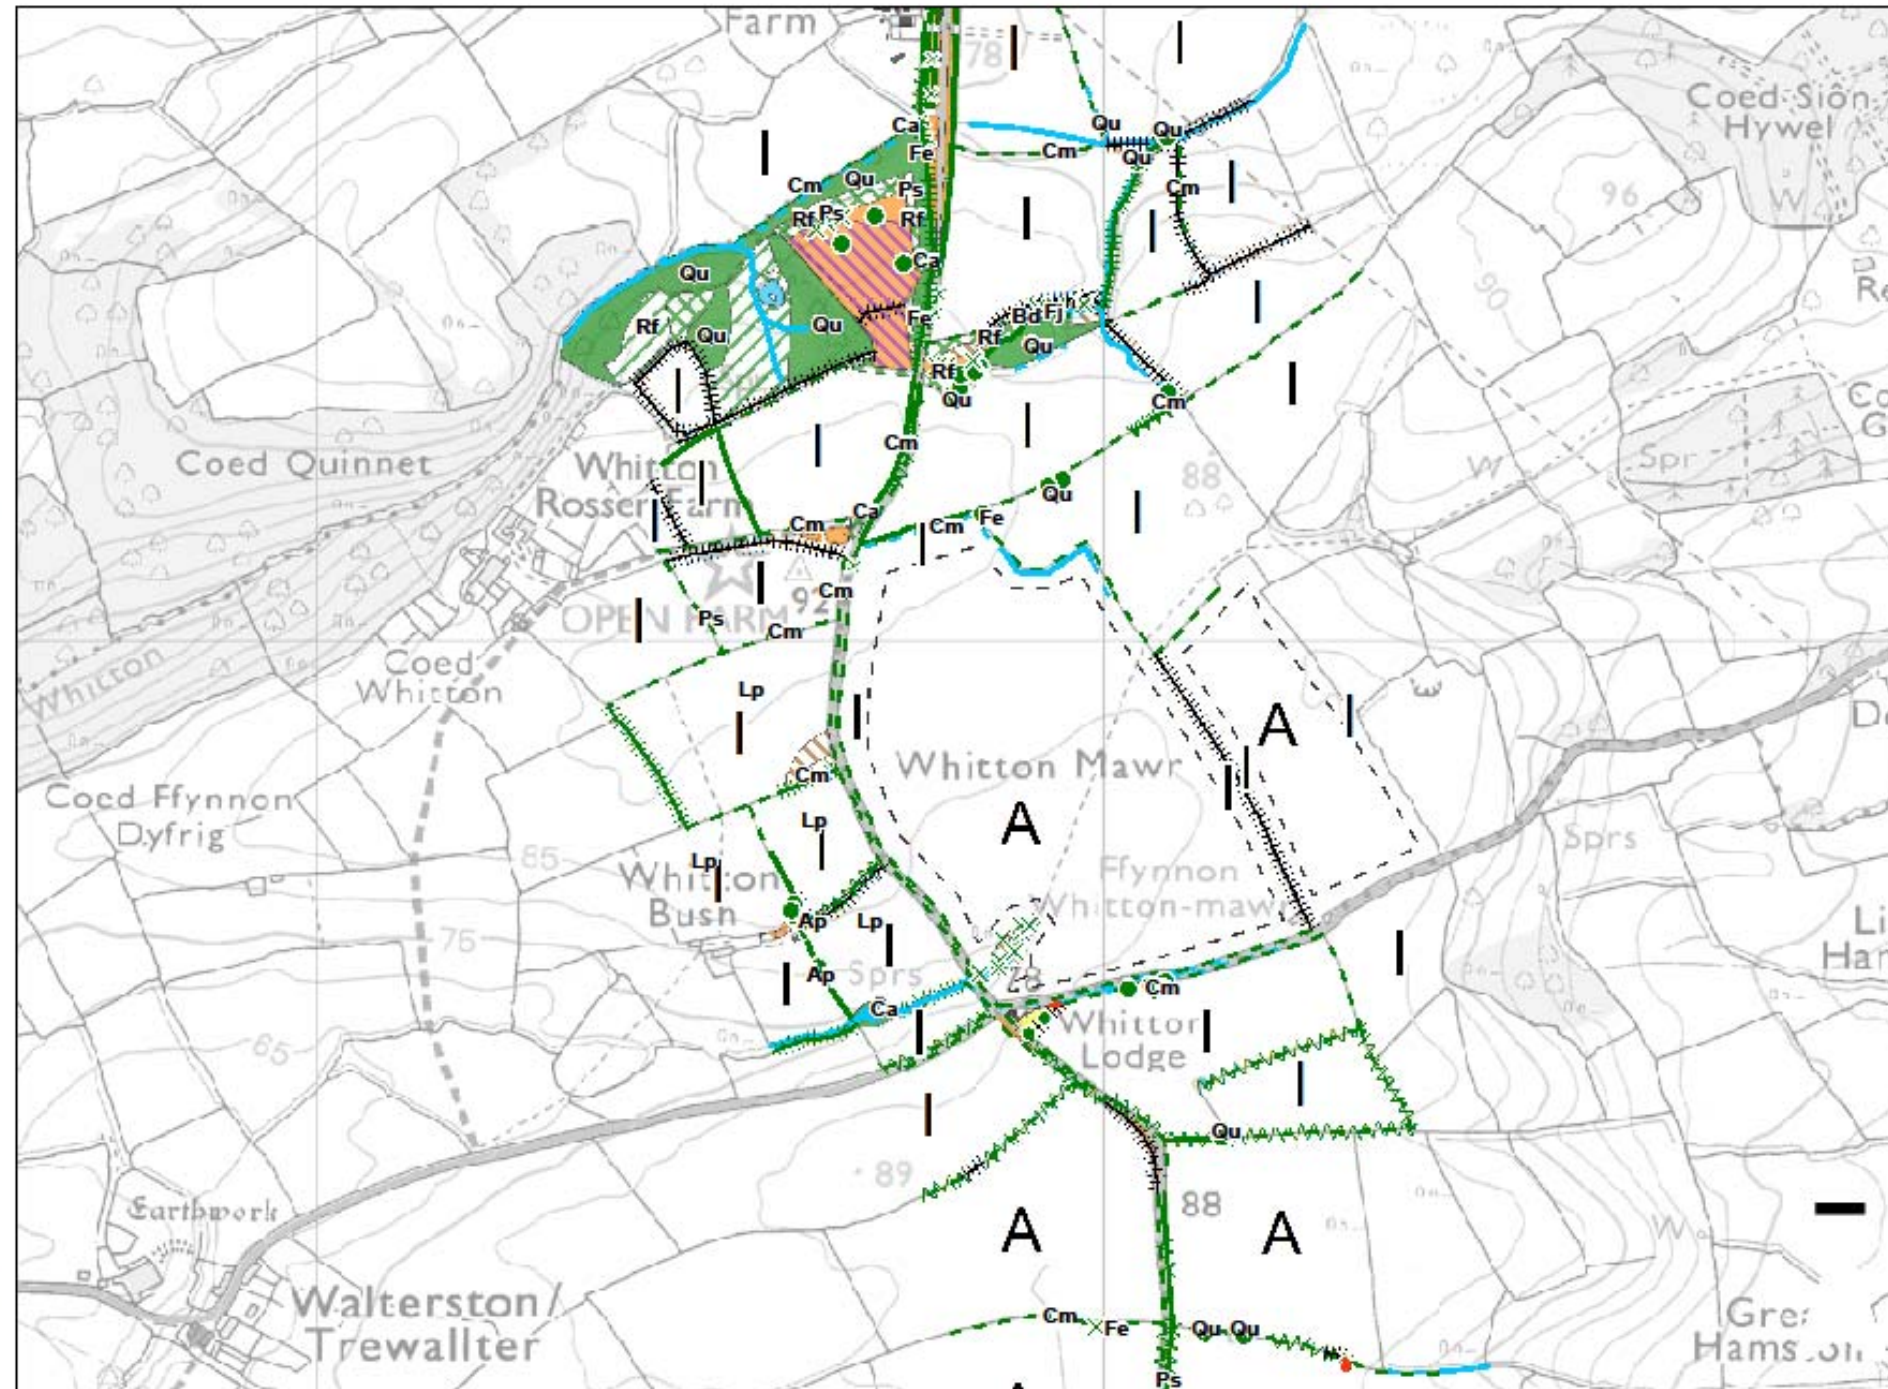 Farm
78
Coed Siôn
Hywel
96
W
Ca
Qu
Qu
Fe
Cm
Qu
Cm
Qu
Ps
Cm
Rf
Ps
Rf
Ca
Qu
90
Qu
Fe
Bd
Fj
h
Rf
Qu
Rf
Qu
Rf
Qu
Cm
Cm
Coed Quinnet
Whitton
Rosser Farm
88
W
Spr
Qu
Cm
Ca
Cm
Fe
Cm
92
OPEN FARM
Ps
Cm
Whitton
Coed
Whitton
Lp
A
Whitton Mawr
Cm
Coed Ffynnon
Dyfrig
Lp
A
Sprs
85
Lp
Whitton
Bush
Ffynnon
Whitton-mawr
Ap
Lp
75
Ap
Sprs
78
Cm
Ca
Whitton
Lodge
65
Qu
89
88
Earthwork
A
A
W
Walterston/
Trewallter
Cm
Fe
Qu
Qu
Ps